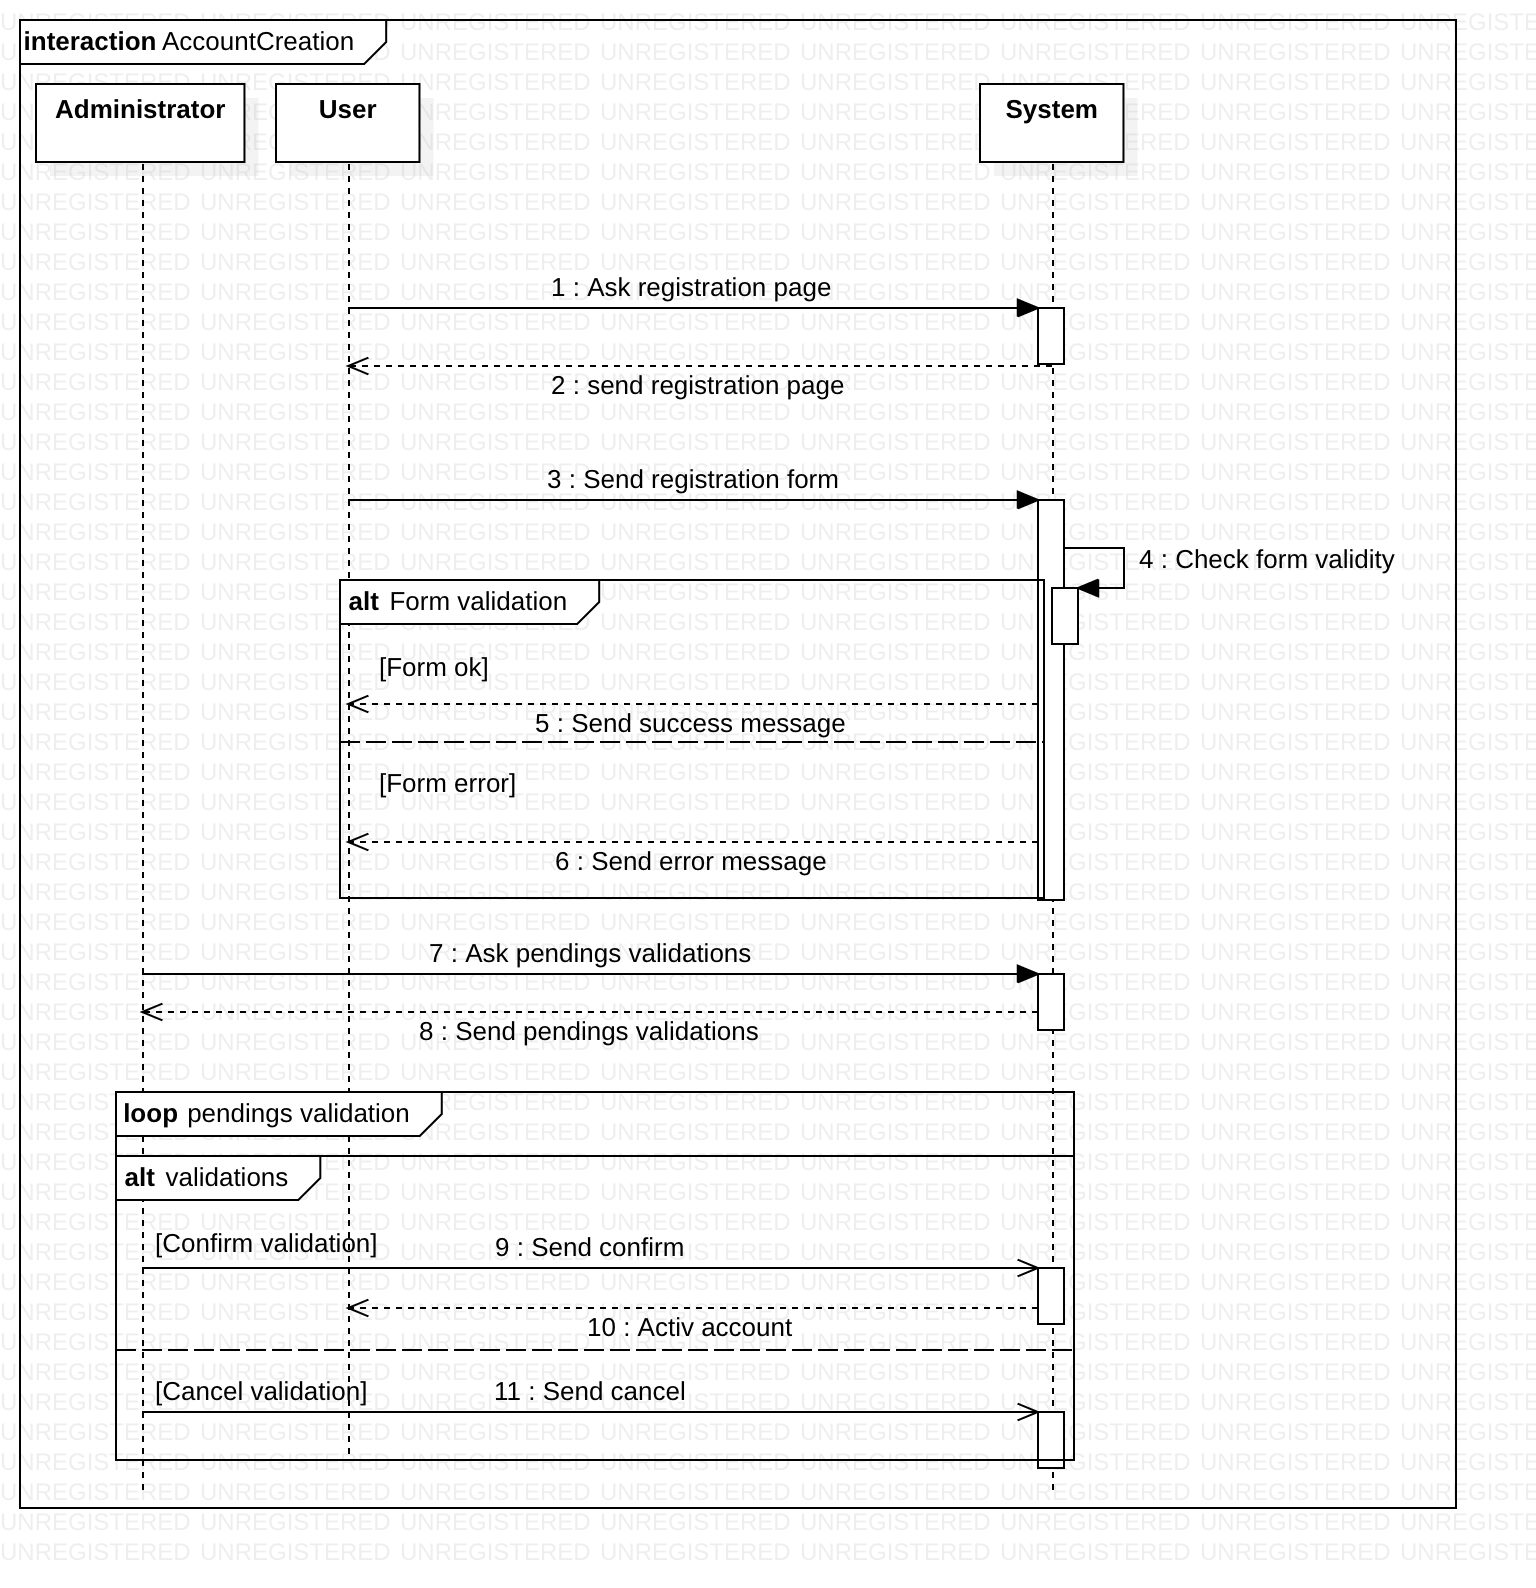 interaction AccountCreation
Administrator
User
System
1 : Ask registration page
2 : send registration page
3 : Send registration form
4 : Check form validity
alt Form validation
[Form ok]
5 : Send success message
[Form error]
6 : Send error message
7 : Ask pendings validations
8 : Send pendings validations
loop pendings validation
alt validations
[Confirm validation]
9 : Send confirm
10 : Activ account
[Cancel validation]
11 : Send cancel
UNREGISTERED